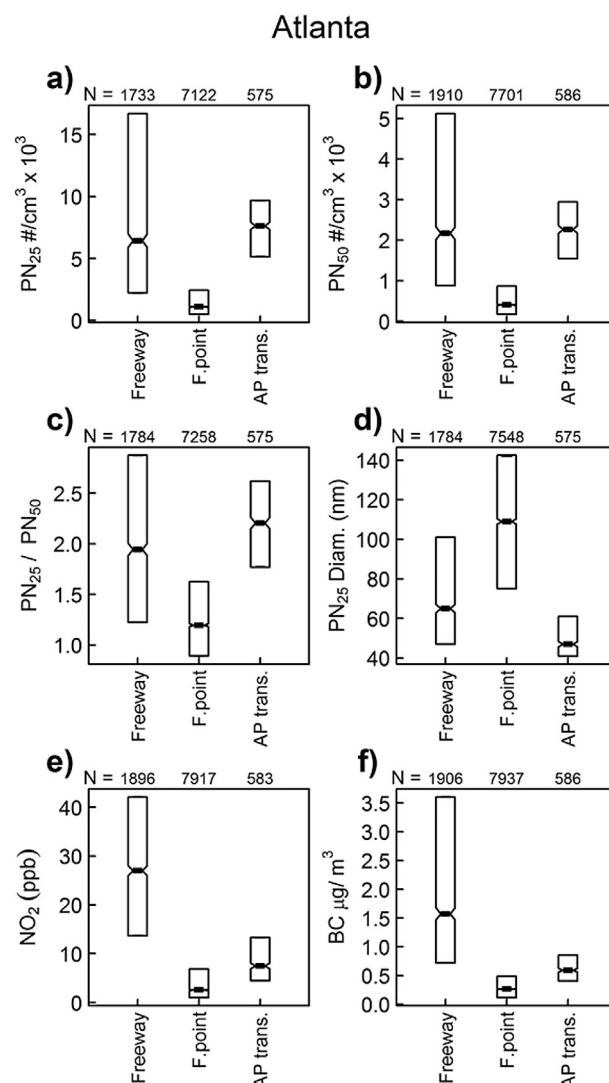 Atlanta
a)
N = 1733 7122 575
PN25 #/cm3 x 103
15
10
5
0
Freeway
F.point
AP trans.
b)
N = 1910 7701 586
PN50 #/cm3 x 103
5
4
3
2
1
0
Freeway
F.point
AP trans.
c)
N = 1784 7258 575
PN25 / PN50
2.5
2.0
1.5
1.0
Freeway
F.point
AP trans.
d)
N = 1784 7548 575
PN25 Diam. (nm)
140
120
100
80
60
40
Freeway
F.point
AP trans.
e)
N = 1896 7917 583
NO2 (ppb)
40
30
20
10
0
Freeway
F.point
AP trans.
f)
N = 1906 7937 586
BC μg/ m3
3.5
3.0
2.5
2.0
1.5
1.0
0.5
0.0
Freeway
F.point
AP trans.